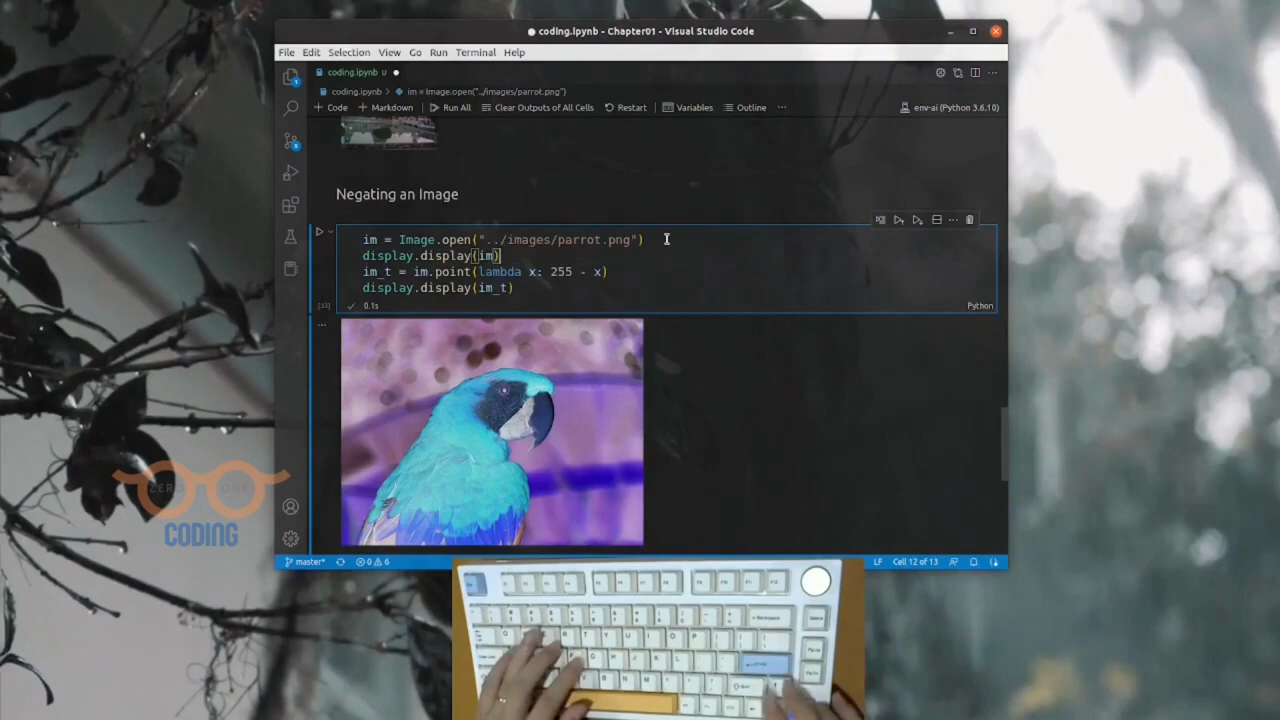 coding.ipynb - Chapter01 - Visual Studio Code
File Edit Selection View Go Run Terminal Help
coding.ipynb U
coding.ipynb > im = Image.open("../images/parrot.png")
+ Code + Markdown Run All Clear Outputs of All Cells Restart Variables Outline ... env-ai (Python 3.6.10)
Negating an Image
im = Image.open("../images/parrot.png")
display.display(im)
im_t = im.point(lambda x: 255 - x)
display.display(im_t)
[13] 0.1s Python
ZERO ONE
CODING
master* 0 6 LF Cell 12 of 13